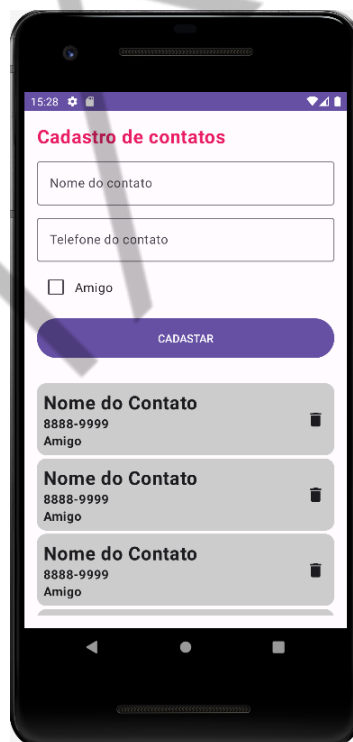 15:28
Cadastro de contatos
Nome do contato
Telefone do contato
Amigo
CADASTAR
Nome do Contato
8888-9999
Amigo
Nome do Contato
8888-9999
Amigo
Nome do Contato
8888-9999
Amigo